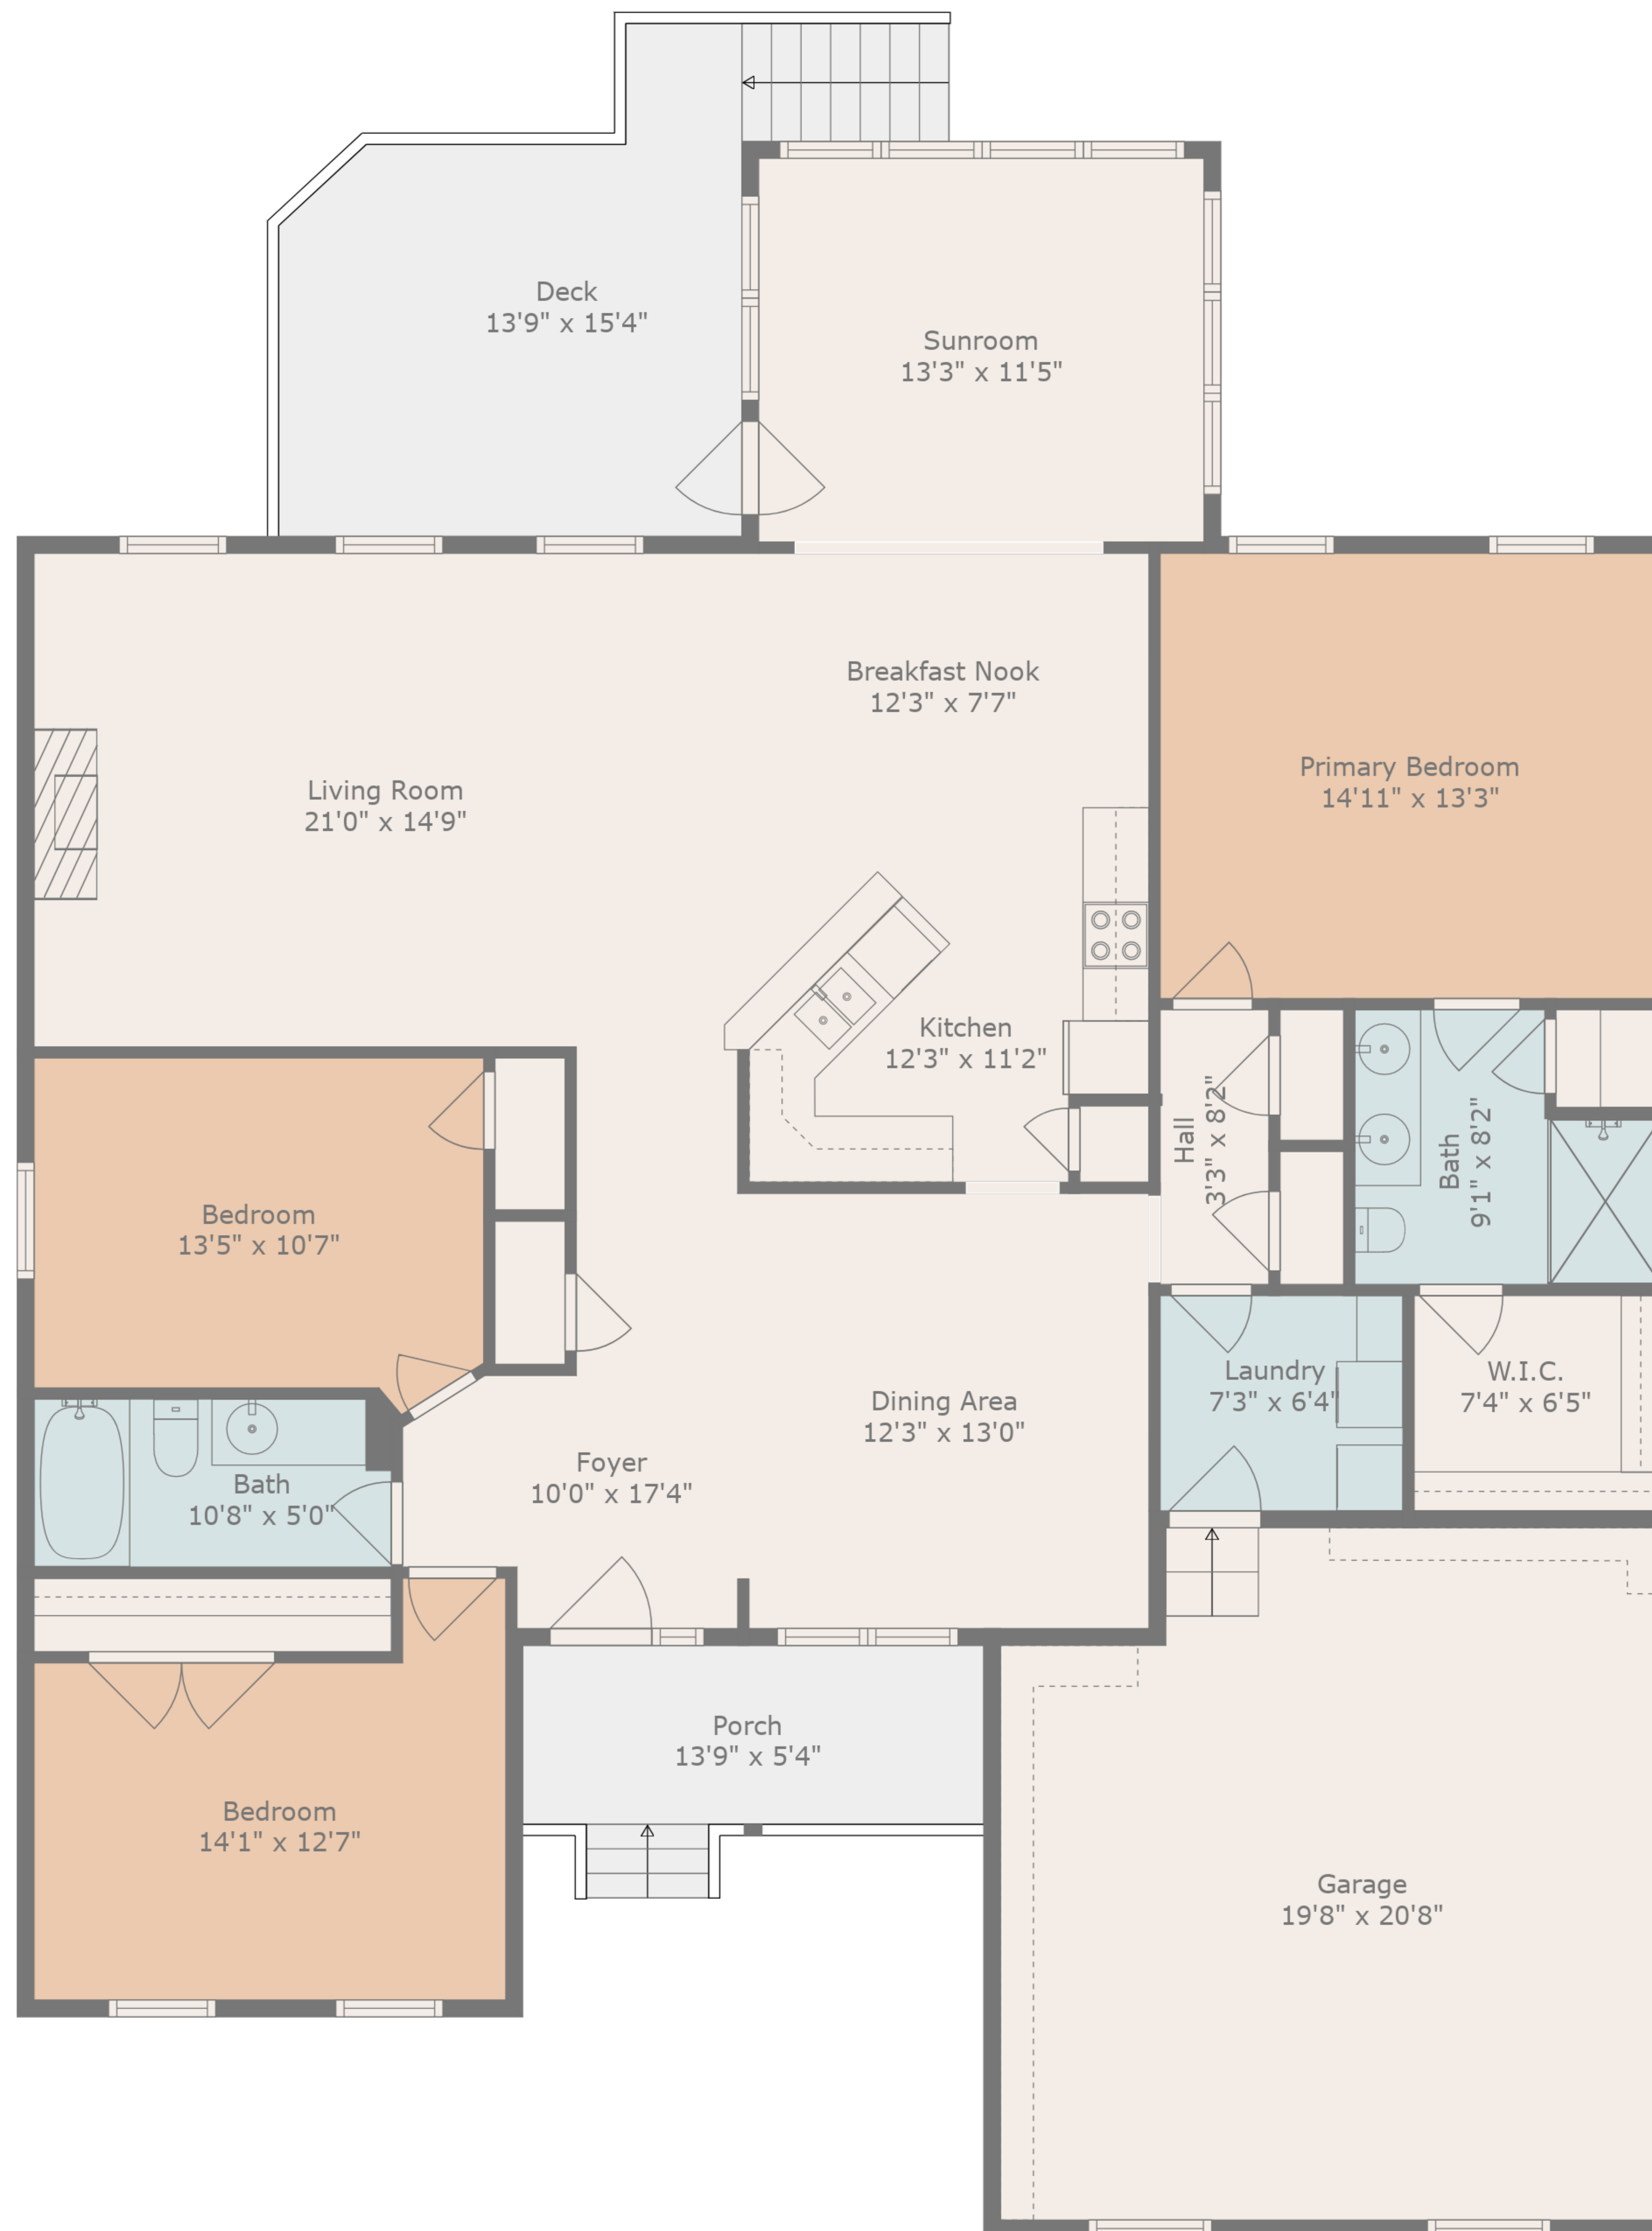 Deck
13'9" x 15'4"
Sunroom
13'3" x 11'5"
Breakfast Nook
12'3" x 7'7"
Living Room
21'0" x 14'9"
Primary Bedroom
14'11" x 13'3"
Kitchen
12'3" x 11'2"
Hall
3'3" x 8'2"
Bath
9'1" x 8'2"
Bedroom
13'5" x 10'7"
Laundry
7'3" x 6'4"
W.I.C.
7'4" x 6'5"
Dining Area
12'3" x 13'0"
Foyer
10'0" x 17'4"
Bath
10'8" x 5'0"
Porch
13'9" x 5'4"
Bedroom
14'1" x 12'7"
Garage
19'8" x 20'8"